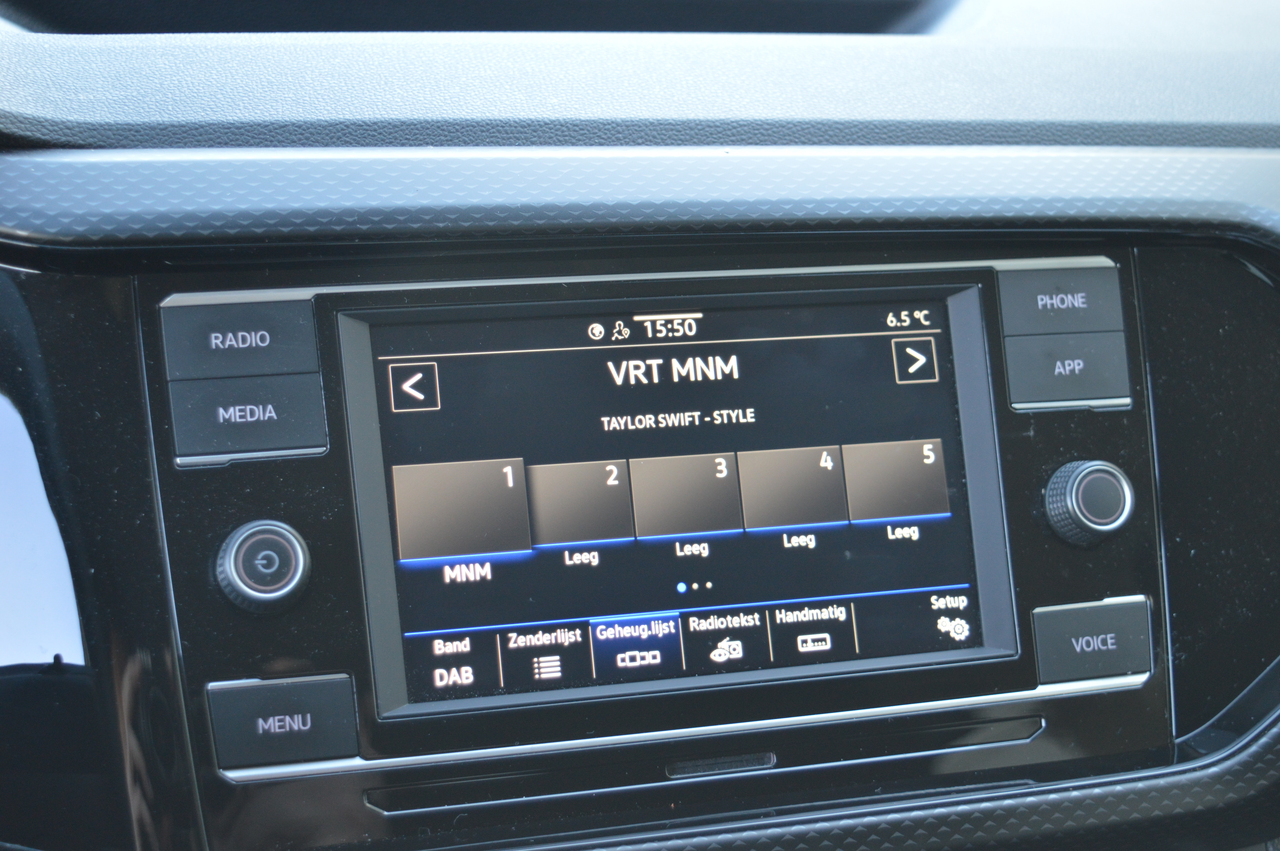 RADIO
MEDIA
MENU
15:50
6.5 °C
<
VRT MNM
>
TAYLOR SWIFT - STYLE
1
2
3
4
5
MNM
Leeg
Leeg
Leeg
Leeg
Band
DAB
Zenderlijst
Geheug.lijst
Radiotekst
Handmatig
Setup
PHONE
APP
VOICE